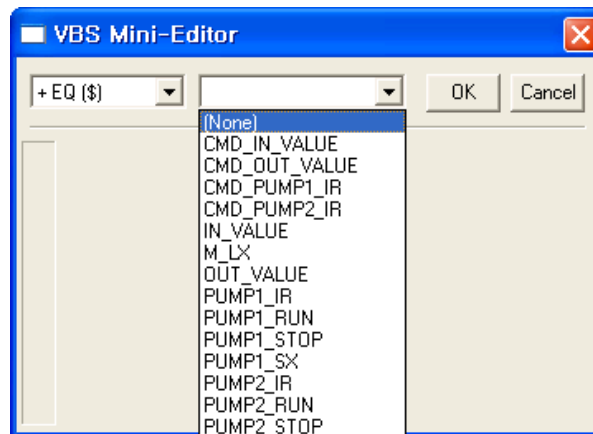 VBS Mini-Editor
+ EQ ($) OK Cancel
(None)
CMD_IN_VALUE
CMD_OUT_VALUE
CMD_PUMP1_IR
CMD_PUMP2_IR
IN_VALUE
M_LX
OUT_VALUE
PUMP1_IR
PUMP1_RUN
PUMP1_STOP
PUMP1_SX
PUMP2_IR
PUMP2_RUN
PUMP2_STOP